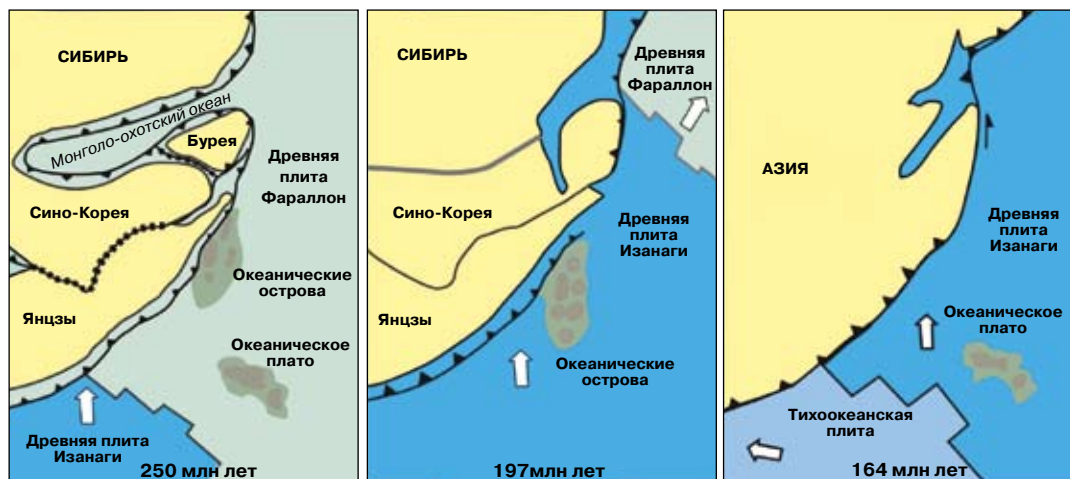 СИБИРЬ
Монголо-охотский океан
Бурея
Древняя
плита
Фараллон
Сино-Корея
Океанические
острова
Янцзы
Океаническое
плато
Древняя плита
Изанаги
250 млн лет
СИБИРЬ
Древняя
плита
Фараллон
Сино-Корея
Древняя
плита
Изанаги
Янцзы
Океанические
острова
197млн лет
АЗИЯ
Древняя
плита
Изанаги
Океаническое
плато
Тихоокеанская
плита
164 млн лет